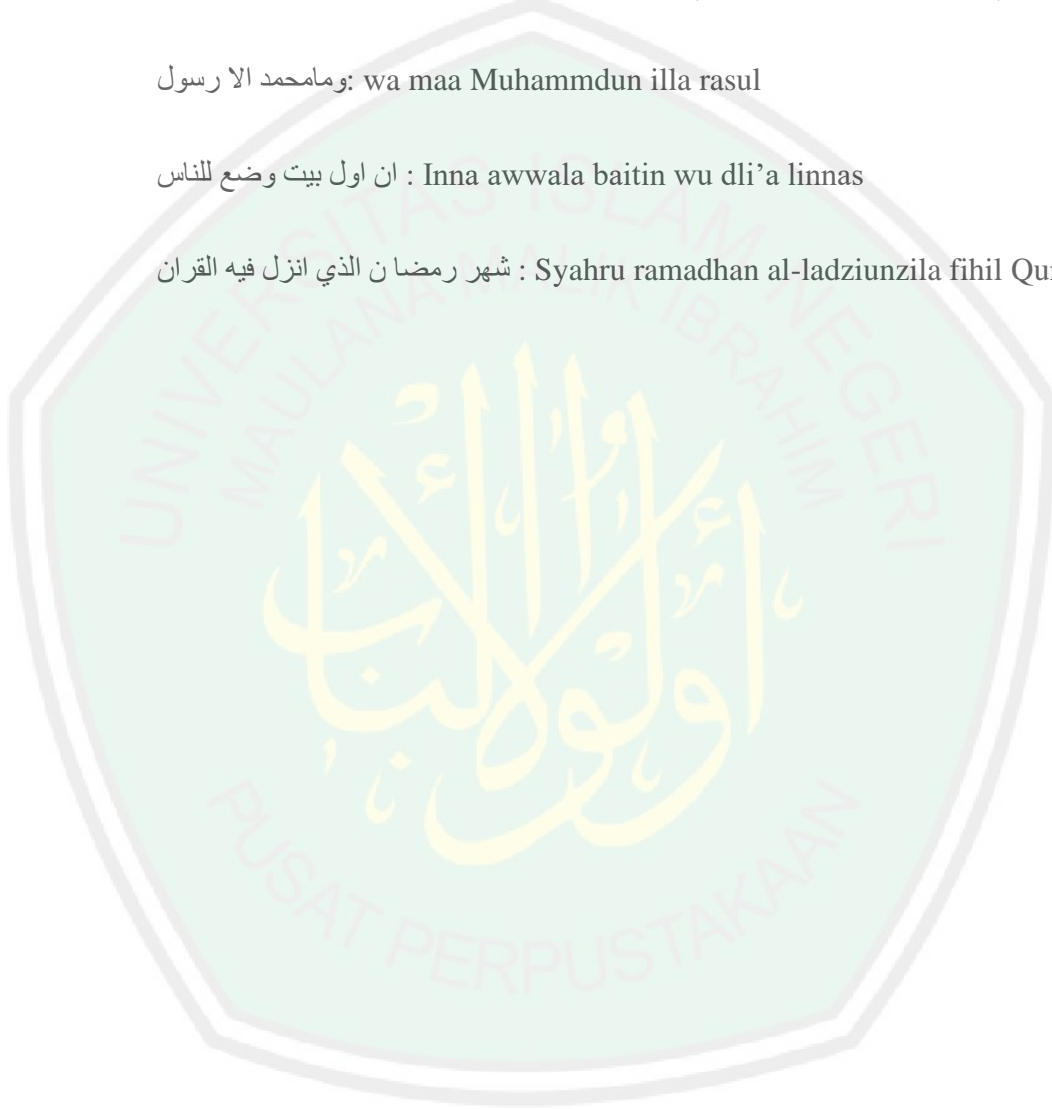 ومامحمد الا رسول: wa maa Muhammdun illa rasul
ان اول بيت وضع للناس : Inna awwala baitin wu dli’a linnas
شهر رمضا ن الذي انزل فيه القران : Syahru ramadhan al-ladziunzila fihil
UNIVERSITAS ISLAM NEGERI
MAULANA MALIK IBRAHIM
أولوا الألباب
PUSAT PERPUSTAKAAN